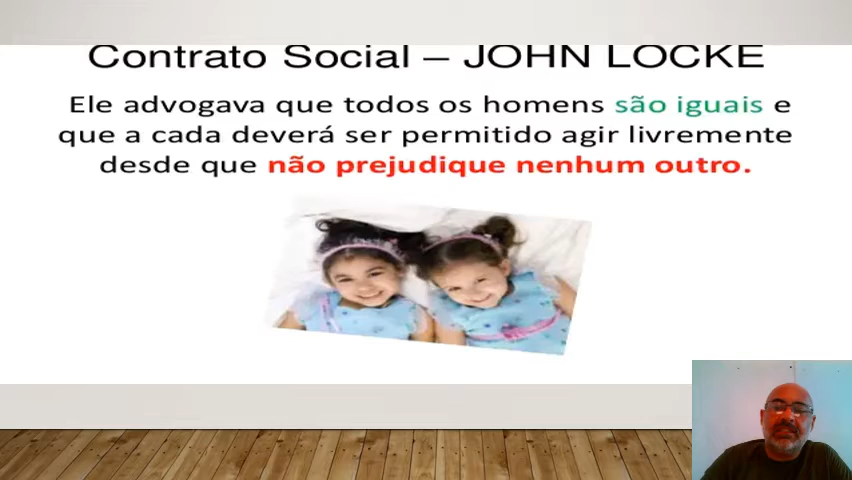 Contrato Social – JOHN LOCKE
Ele advogava que todos os homens são iguais e
que a cada deverá ser permitido agir livremente
desde que não prejudique nenhum outro.